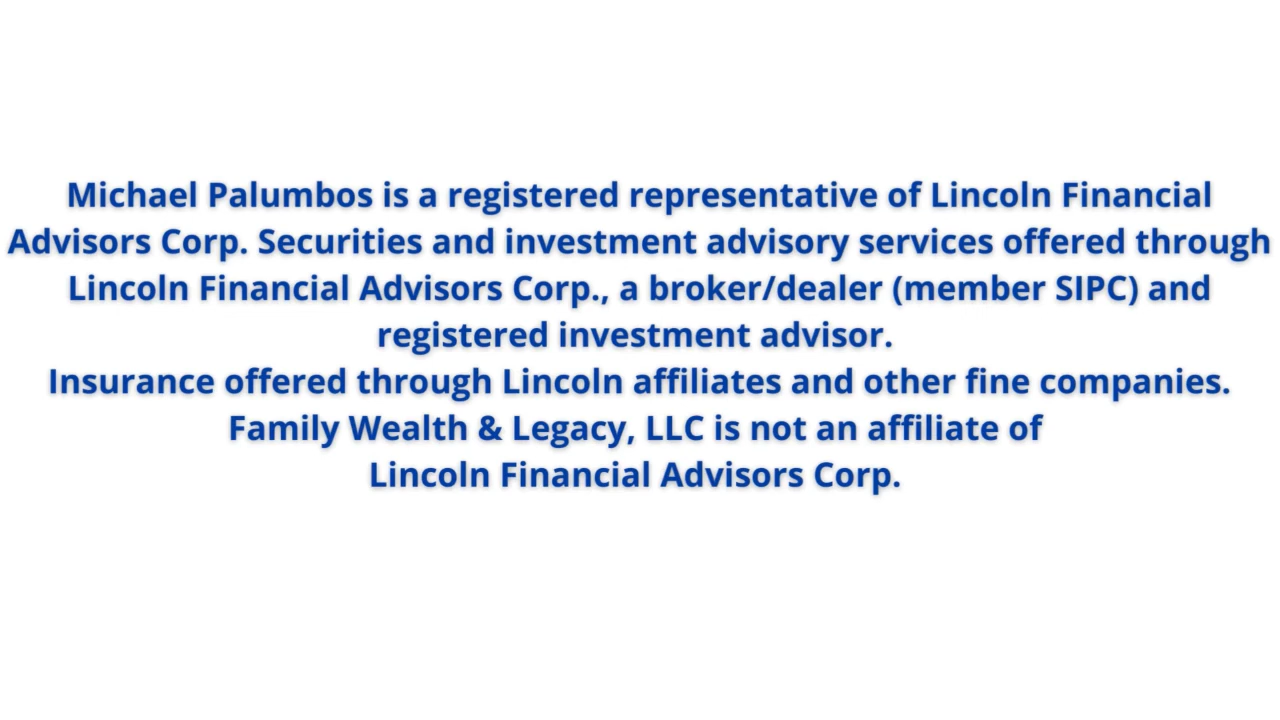 Michael Palumbos is a registered representative of Lincoln Financial
Advisors Corp. Securities and investment advisory services offered through
Lincoln Financial Advisors Corp., a broker/dealer (member SIPC) and
registered investment advisor.
Insurance offered through Lincoln affiliates and other fine companies.
Family Wealth & Legacy, LLC is not an affiliate of
Lincoln Financial Advisors Corp.